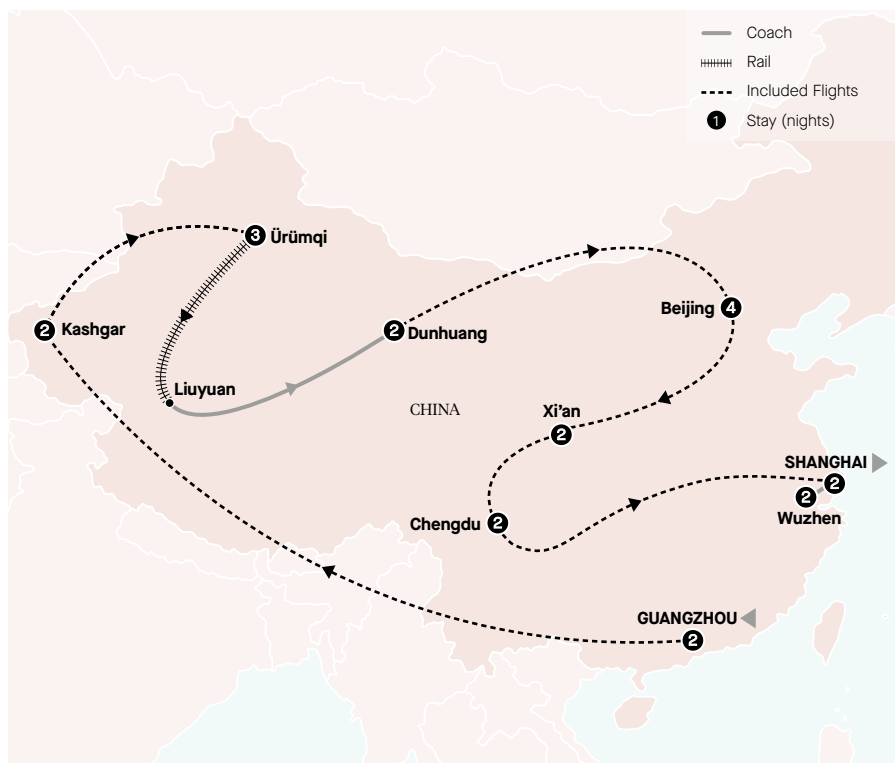 Coach
Rail
Included Flights
1 Stay (nights)
3 Ürümqi
2 Kashgar
2 Dunhuang
Beijing 4
Liuyuan
CHINA
Xi’an
2
SHANGHAI
2
2
Wuzhen
Chengdu 2
GUANGZHOU
2